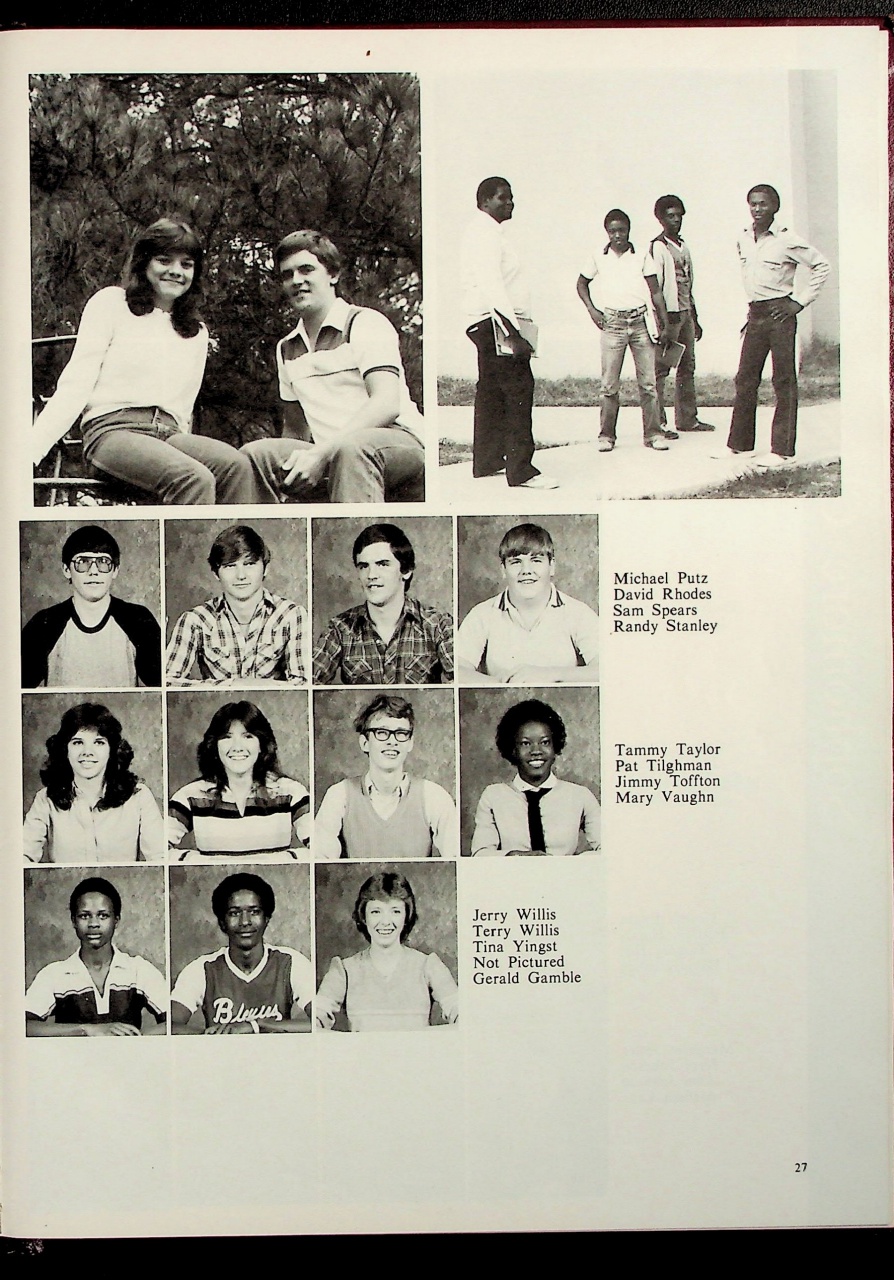 Michael Putz
David Rhodes
Sam Spears
Randy Stanley
Tammy Taylor
Pat Tilghman
Jimmy Toffton
Mary Vaughn
Jerry Willis
Terry Willis
Tina Yingst
Not Pictured
Gerald Gamble
27